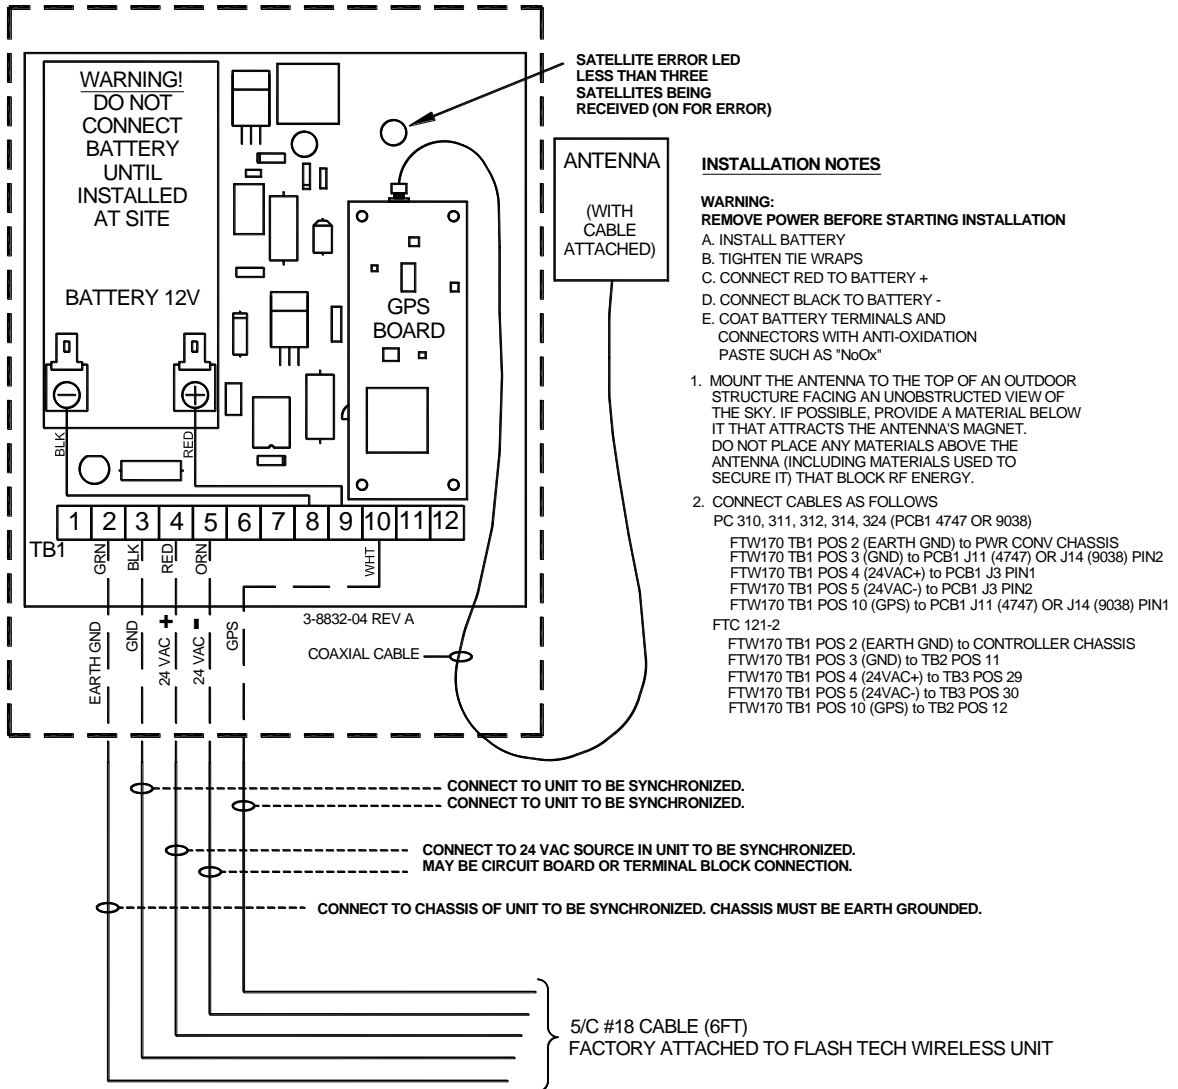 WARNING!
DO NOT
CONNECT
BATTERY
UNTIL
INSTALLED
AT SITE
BATTERY 12V
BLK
RED
GPS
BOARD
SATELLITE ERROR LED
LESS THAN THREE
SATELLITES BEING
RECEIVED (ON FOR ERROR)
ANTENNA
(WITH
CABLE
ATTACHED)
1 2 3 4 5 6 7 8 9 10 11 12
TB1
GRN
BLK
RED
ORN
WHT
3-8832-04 REV A
EARTH GND
GND
24 VAC +
24 VAC -
GPS
COAXIAL CABLE
INSTALLATION NOTES
WARNING:
REMOVE POWER BEFORE STARTING INSTALLATION
A. INSTALL BATTERY
B. TIGHTEN TIE WRAPS
C. CONNECT RED TO BATTERY +
D. CONNECT BLACK TO BATTERY -
E. COAT BATTERY TERMINALS AND
CONNECTORS WITH ANTI-OXIDATION
PASTE SUCH AS "NoOx"
1. MOUNT THE ANTENNA TO THE TOP OF AN OUTDOOR
STRUCTURE FACING AN UNOBSTRUCTED VIEW OF
THE SKY. IF POSSIBLE, PROVIDE A MATERIAL BELOW
IT THAT ATTRACTS THE ANTENNA'S MAGNET.
DO NOT PLACE ANY MATERIALS ABOVE THE
ANTENNA (INCLUDING MATERIALS USED TO
SECURE IT) THAT BLOCK RF ENERGY.
2. CONNECT CABLES AS FOLLOWS
PC 310, 311, 312, 314, 324 (PCB1 4747 OR 9038)
FTW170 TB1 POS 2 (EARTH GND) to PWR CONV CHASSIS
FTW170 TB1 POS 3 (GND) to PCB1 J11 (4747) OR J14 (9038) PIN2
FTW170 TB1 POS 4 (24VAC+) to PCB1 J3 PIN1
FTW170 TB1 POS 5 (24VAC-) to PCB1 J3 PIN2
FTW170 TB1 POS 10 (GPS) to PCB1 J11 (4747) OR J14 (9038) PIN1
FTC 121-2
FTW170 TB1 POS 2 (EARTH GND) to CONTROLLER CHASSIS
FTW170 TB1 POS 3 (GND) to TB2 POS 11
FTW170 TB1 POS 4 (24VAC+) to TB3 POS 29
FTW170 TB1 POS 5 (24VAC-) to TB3 POS 30
FTW170 TB1 POS 10 (GPS) to TB2 POS 12
CONNECT TO UNIT TO BE SYNCHRONIZED.
CONNECT TO UNIT TO BE SYNCHRONIZED.
CONNECT TO 24 VAC SOURCE IN UNIT TO BE SYNCHRONIZED.
MAY BE CIRCUIT BOARD OR TERMINAL BLOCK CONNECTION.
CONNECT TO CHASSIS OF UNIT TO BE SYNCHRONIZED. CHASSIS MUST BE EARTH GROUNDED.
5/C #18 CABLE (6FT)
FACTORY ATTACHED TO FLASH TECH WIRELESS UNIT